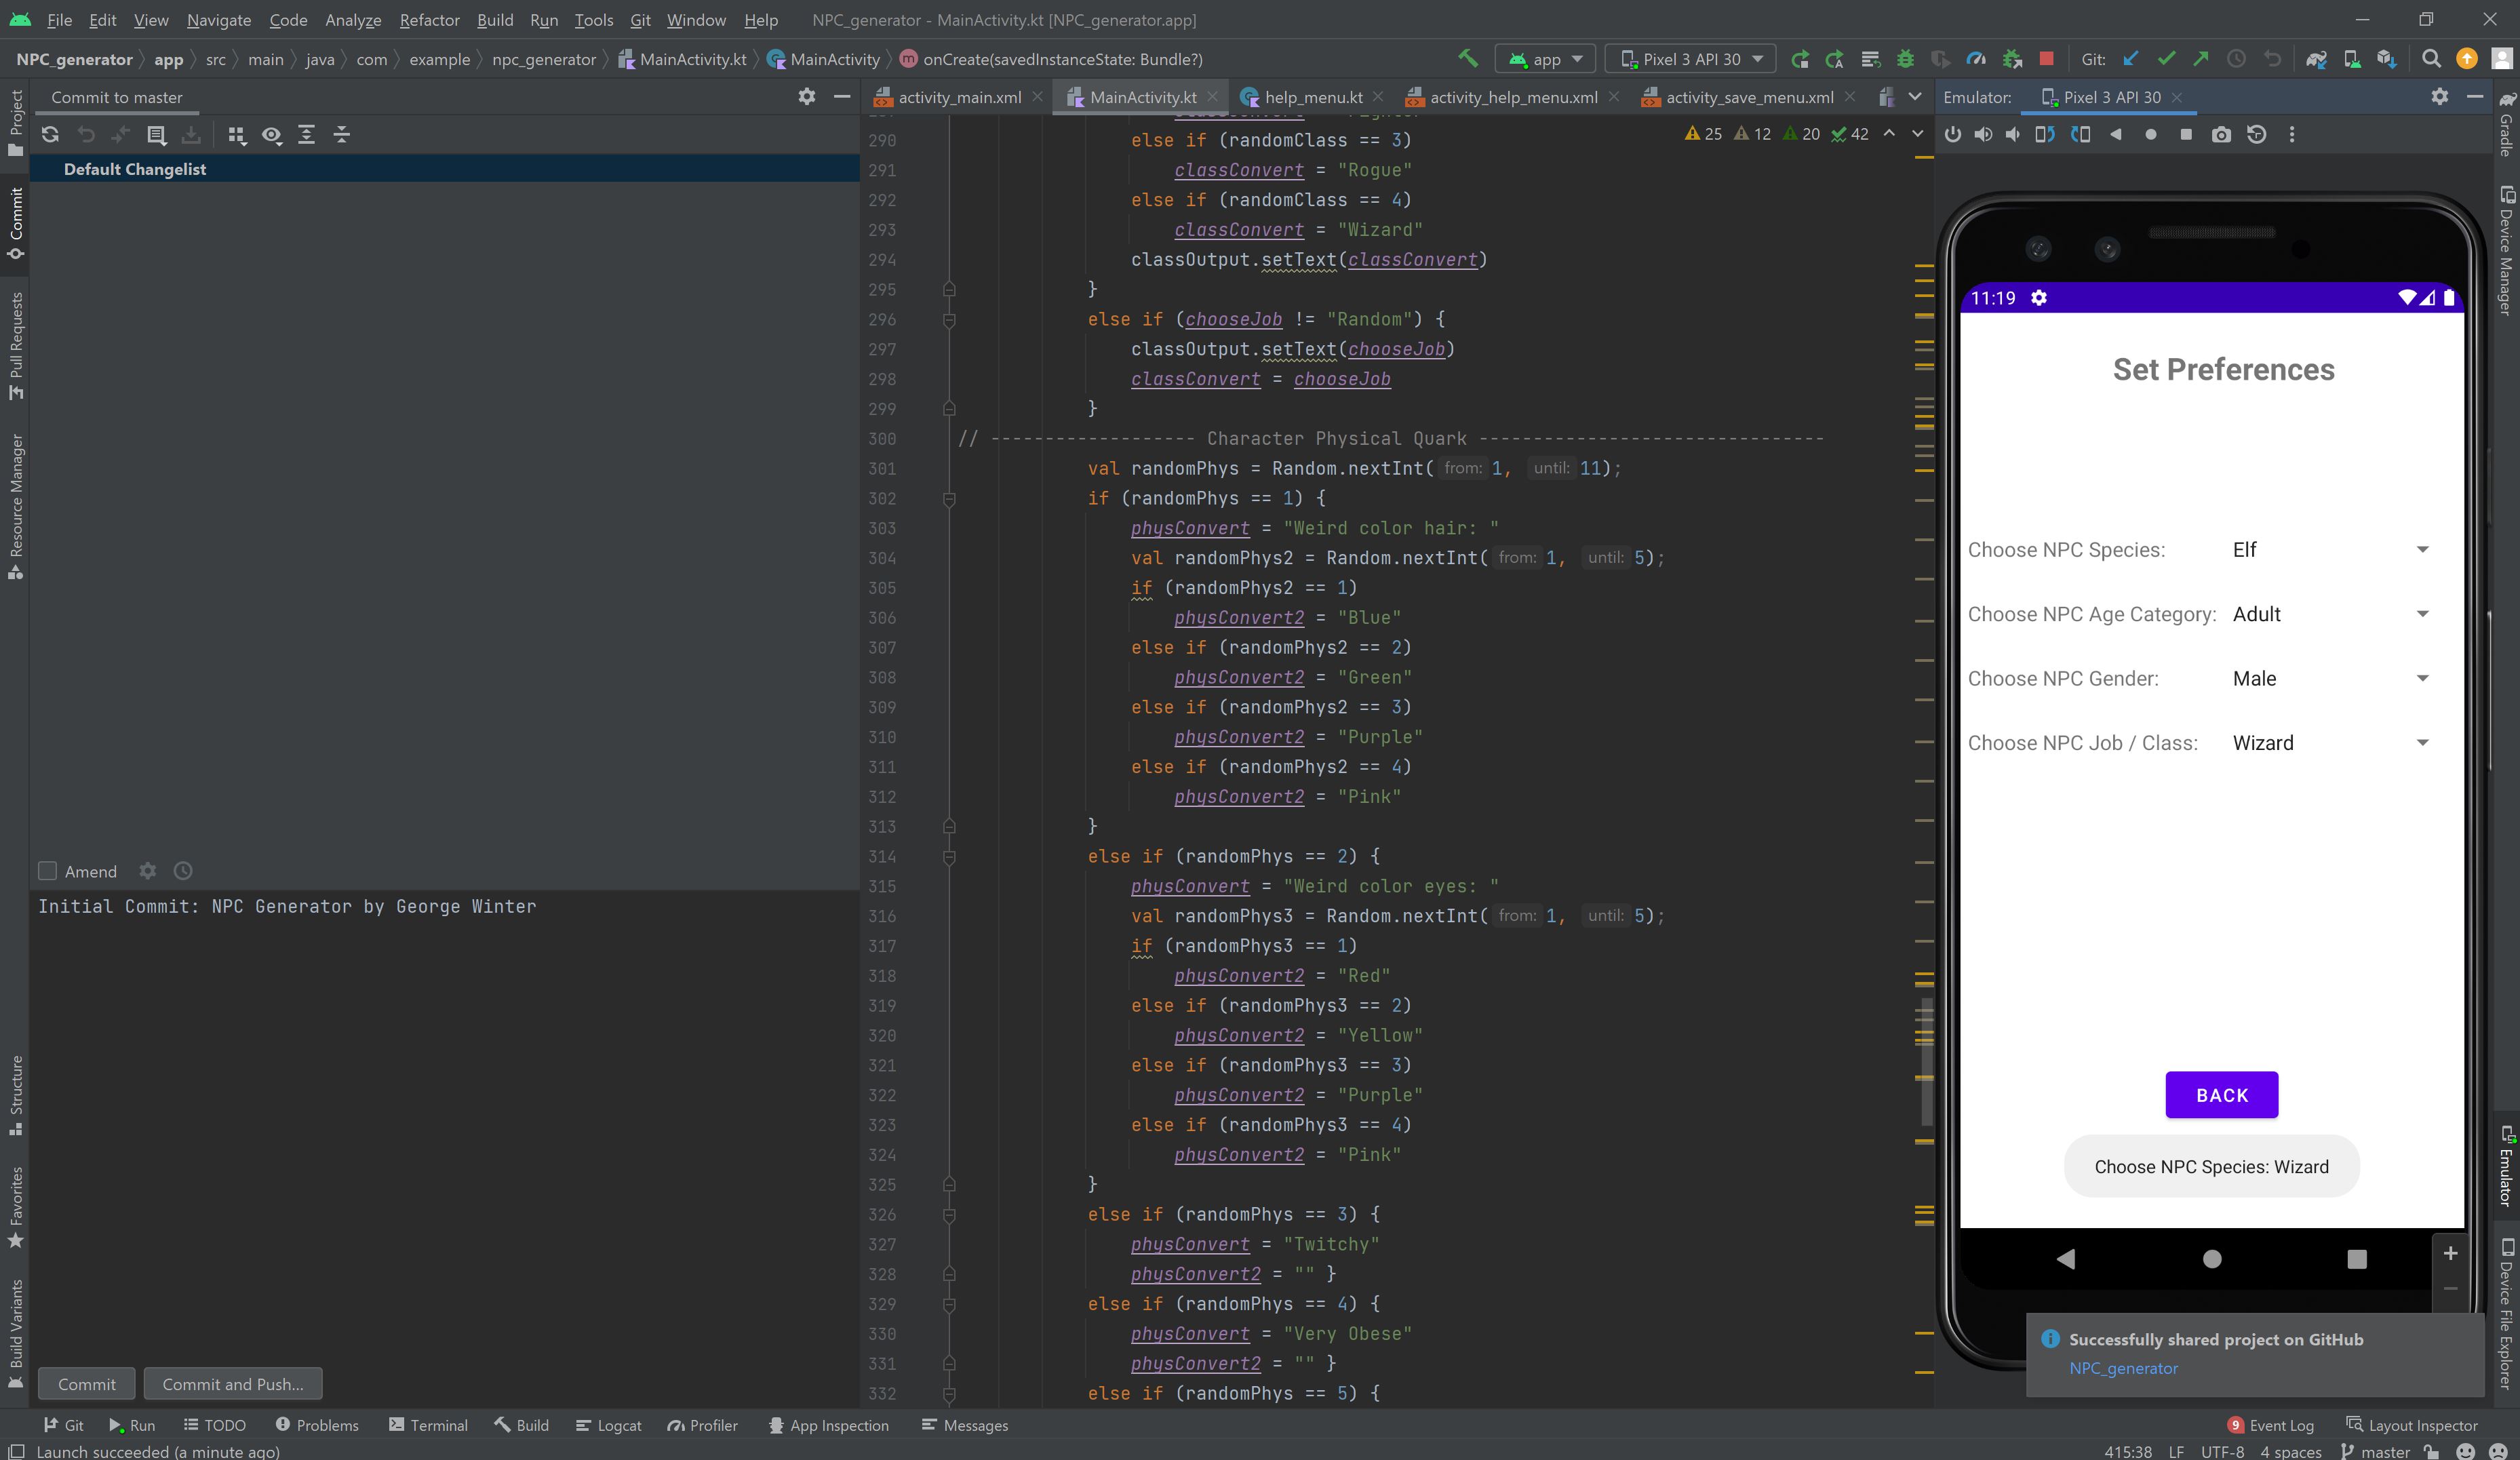 File Edit View Navigate Code Analyze Refactor Build Run Tools Git Window Help NPC_generator - MainActivity.kt [NPC_generator.app]
NPC_generator app src main java com example npc_generator MainActivity.kt MainActivity onCreate(savedInstanceState: Bundle?) app Pixel 3 API 30 Git:
Commit to master
activity_main.xml MainActivity.kt help_menu.kt activity_help_menu.xml activity_save_menu.xml
Emulator: Pixel 3 API 30
25 12 20 42
Default Changelist
Project
Commit
Pull Requests
Resource Manager
Structure
Favorites
Build Variants
Amend
Initial Commit: NPC Generator by George Winter
Commit Commit and Push...
290 else if (randomClass == 3)
291 classConvert = "Rogue"
292 else if (randomClass == 4)
293 classConvert = "Wizard"
294 classOutput.setText(classConvert)
295 }
296 else if (chooseJob != "Random") {
297 classOutput.setText(chooseJob)
298 classConvert = chooseJob
299 }
300 // ------------------- Character Physical Quark --------------------------------
301 val randomPhys = Random.nextInt( from: 1, until: 11);
302 if (randomPhys == 1) {
303 physConvert = "Weird color hair: "
304 val randomPhys2 = Random.nextInt( from: 1, until: 5);
305 if (randomPhys2 == 1)
306 physConvert2 = "Blue"
307 else if (randomPhys2 == 2)
308 physConvert2 = "Green"
309 else if (randomPhys2 == 3)
310 physConvert2 = "Purple"
311 else if (randomPhys2 == 4)
312 physConvert2 = "Pink"
313 }
314 else if (randomPhys == 2) {
315 physConvert = "Weird color eyes: "
316 val randomPhys3 = Random.nextInt( from: 1, until: 5);
317 if (randomPhys3 == 1)
318 physConvert2 = "Red"
319 else if (randomPhys3 == 2)
320 physConvert2 = "Yellow"
321 else if (randomPhys3 == 3)
322 physConvert2 = "Purple"
323 else if (randomPhys3 == 4)
324 physConvert2 = "Pink"
325 }
326 else if (randomPhys == 3) {
327 physConvert = "Twitchy"
328 physConvert2 = "" }
329 else if (randomPhys == 4) {
330 physConvert = "Very Obese"
331 physConvert2 = "" }
332 else if (randomPhys == 5) {
11:19
Set Preferences
Choose NPC Species: Elf
Choose NPC Age Category: Adult
Choose NPC Gender: Male
Choose NPC Job / Class: Wizard
BACK
Choose NPC Species: Wizard
Successfully shared project on GitHub
NPC_generator
Gradle
Device Manager
Emulator
Device File Explorer
Git Run TODO Problems Terminal Build Logcat Profiler App Inspection Messages 9 Event Log Layout Inspector
Launch succeeded (a minute ago) 415:38 LF UTF-8 4 spaces master